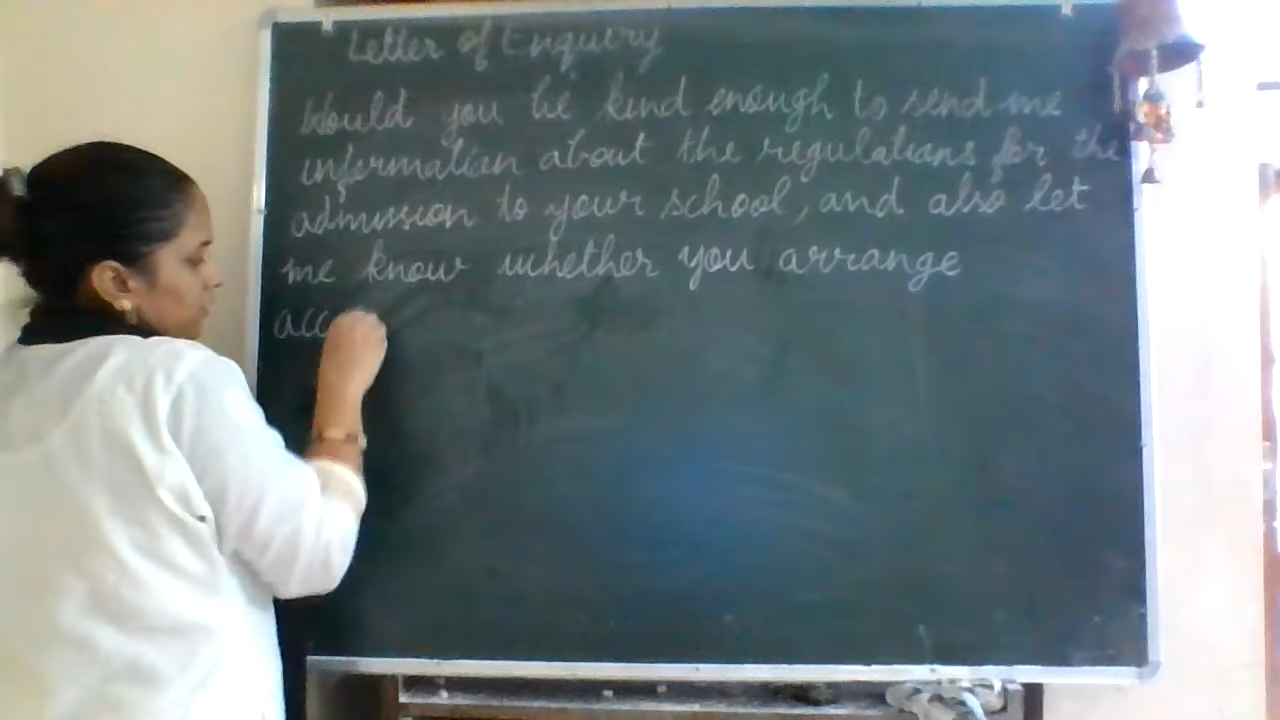 Letter of Enquiry
Would you be kind enough to send me
information about the regulations for the
admission to your school, and also let
me know whether you arrange
acc